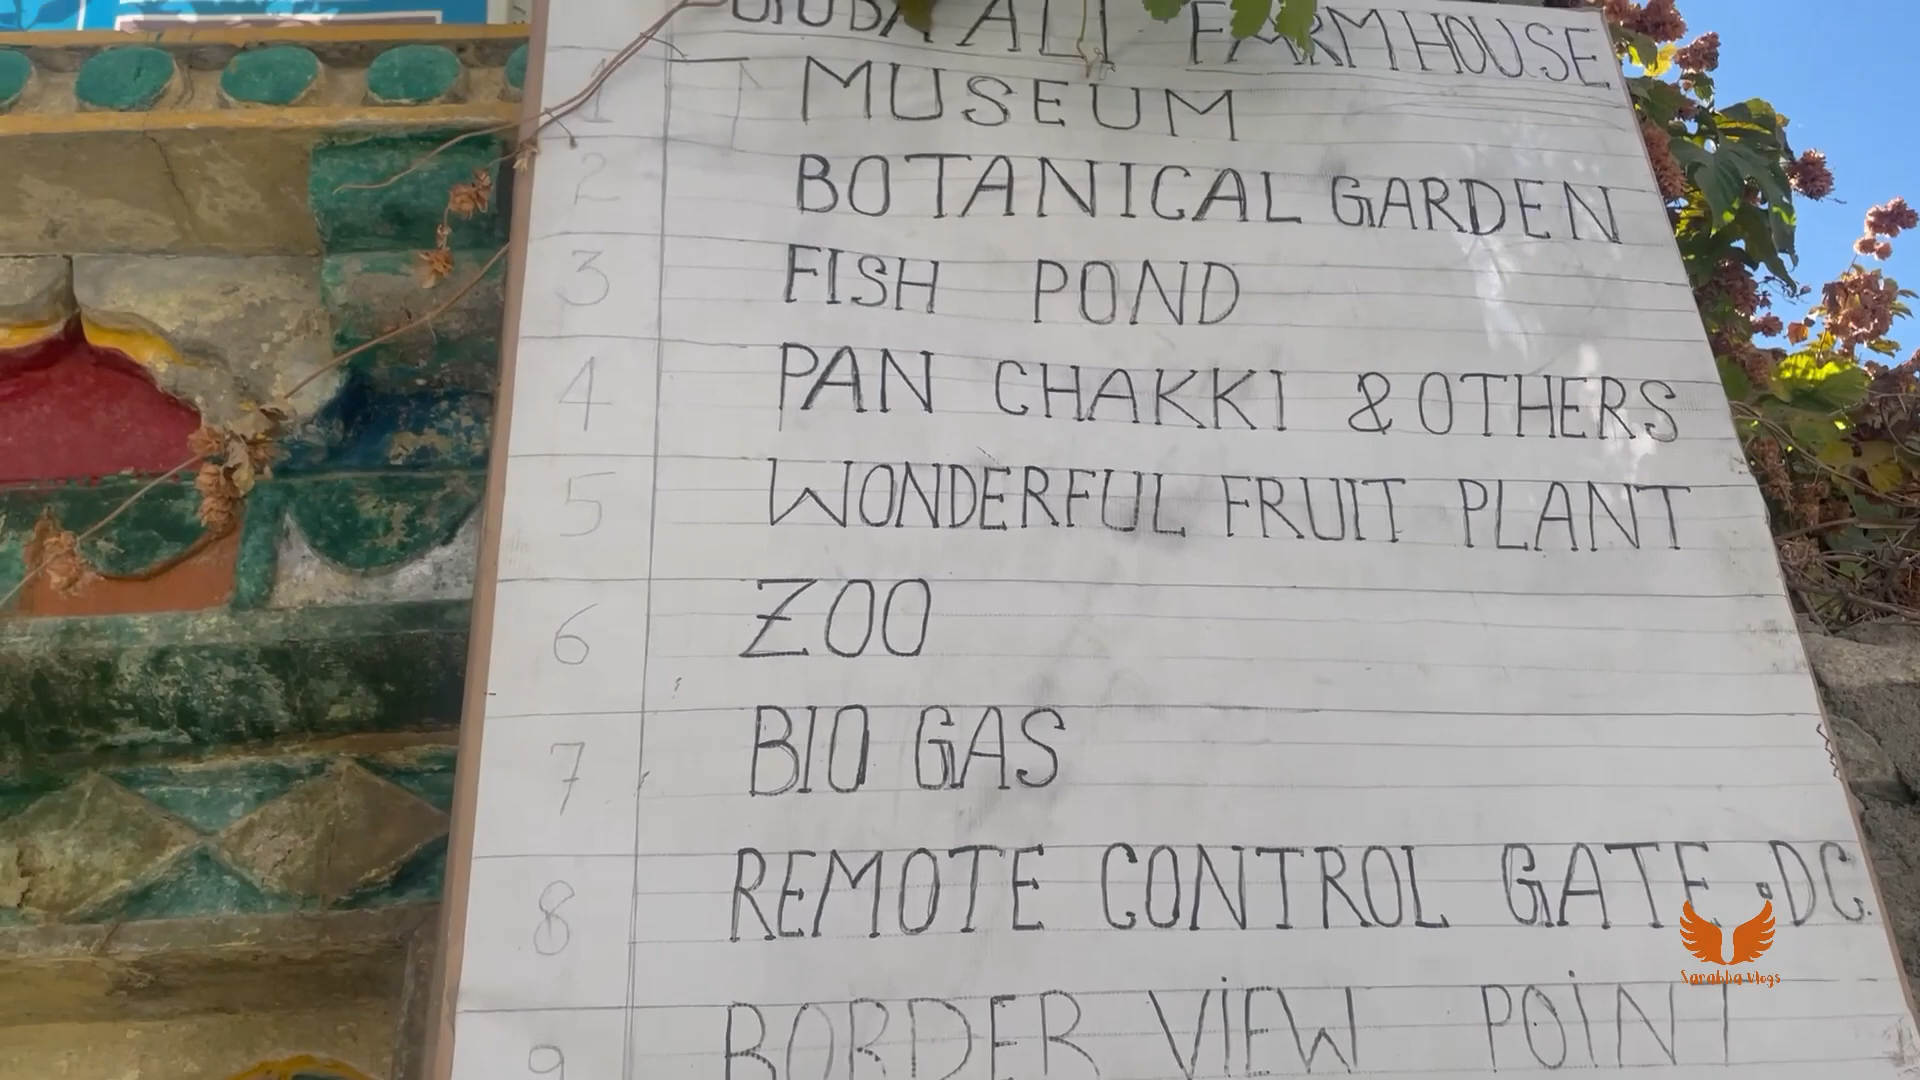 ALI FARMHOUSE
1 MUSEUM
2 BOTANICAL GARDEN
3 FISH POND
4 PAN CHAKKI & OTHERS
5 WONDERFUL FRUIT PLANT
6 ZOO
7 BIO GAS
8 REMOTE CONTROL GATE .DC
9 BORDER VIEW POINT
Sarabha vlogs